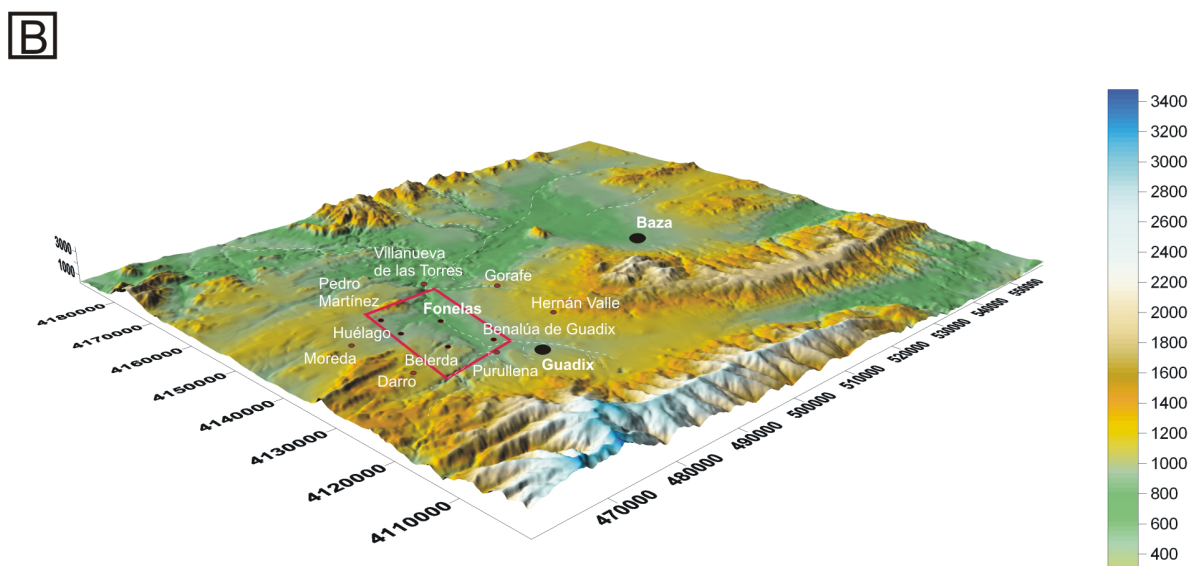 B
3400
3200
3000
2800
2600
2400
2200
2000
1800
1600
1400
1200
1000
800
600
400
Baza
Villanueva
de las Torres
Gorafe
Pedro
Martínez
Fonelas
Hernán Valle
Huélago
Benalúa de Guadix
Moreda
Belerda
Purullena
Guadix
Darro
3000
1000
4180000
4170000
4160000
4150000
4140000
4130000
4120000
4110000
470000
480000
490000
500000
510000
520000
530000
540000
550000